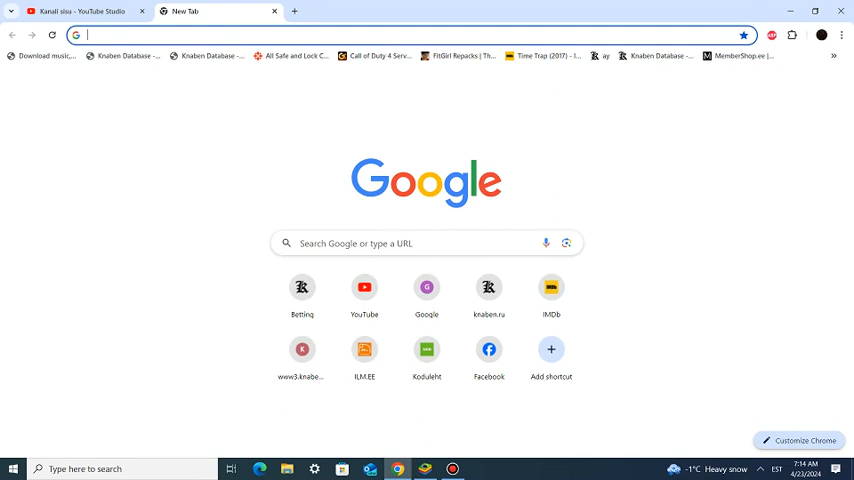 Kanali sisu - YouTube Studio
New Tab
Download music,...
Knaben Database -...
Knaben Database -...
All Safe and Lock C...
Call of Duty 4 Serv...
FitGirl Repacks | Th...
Time Trap (2017) - I...
ay
Knaben Database -...
MemberShop.ee |...
Google
Search Google or type a URL
Betting
YouTube
Google
knaben.ru
IMDb
www3.knabe...
ILM.EE
Koduleht
Facebook
Add shortcut
Customize Chrome
Type here to search
-1°C Heavy snow
EST
7:14 AM
4/23/2024